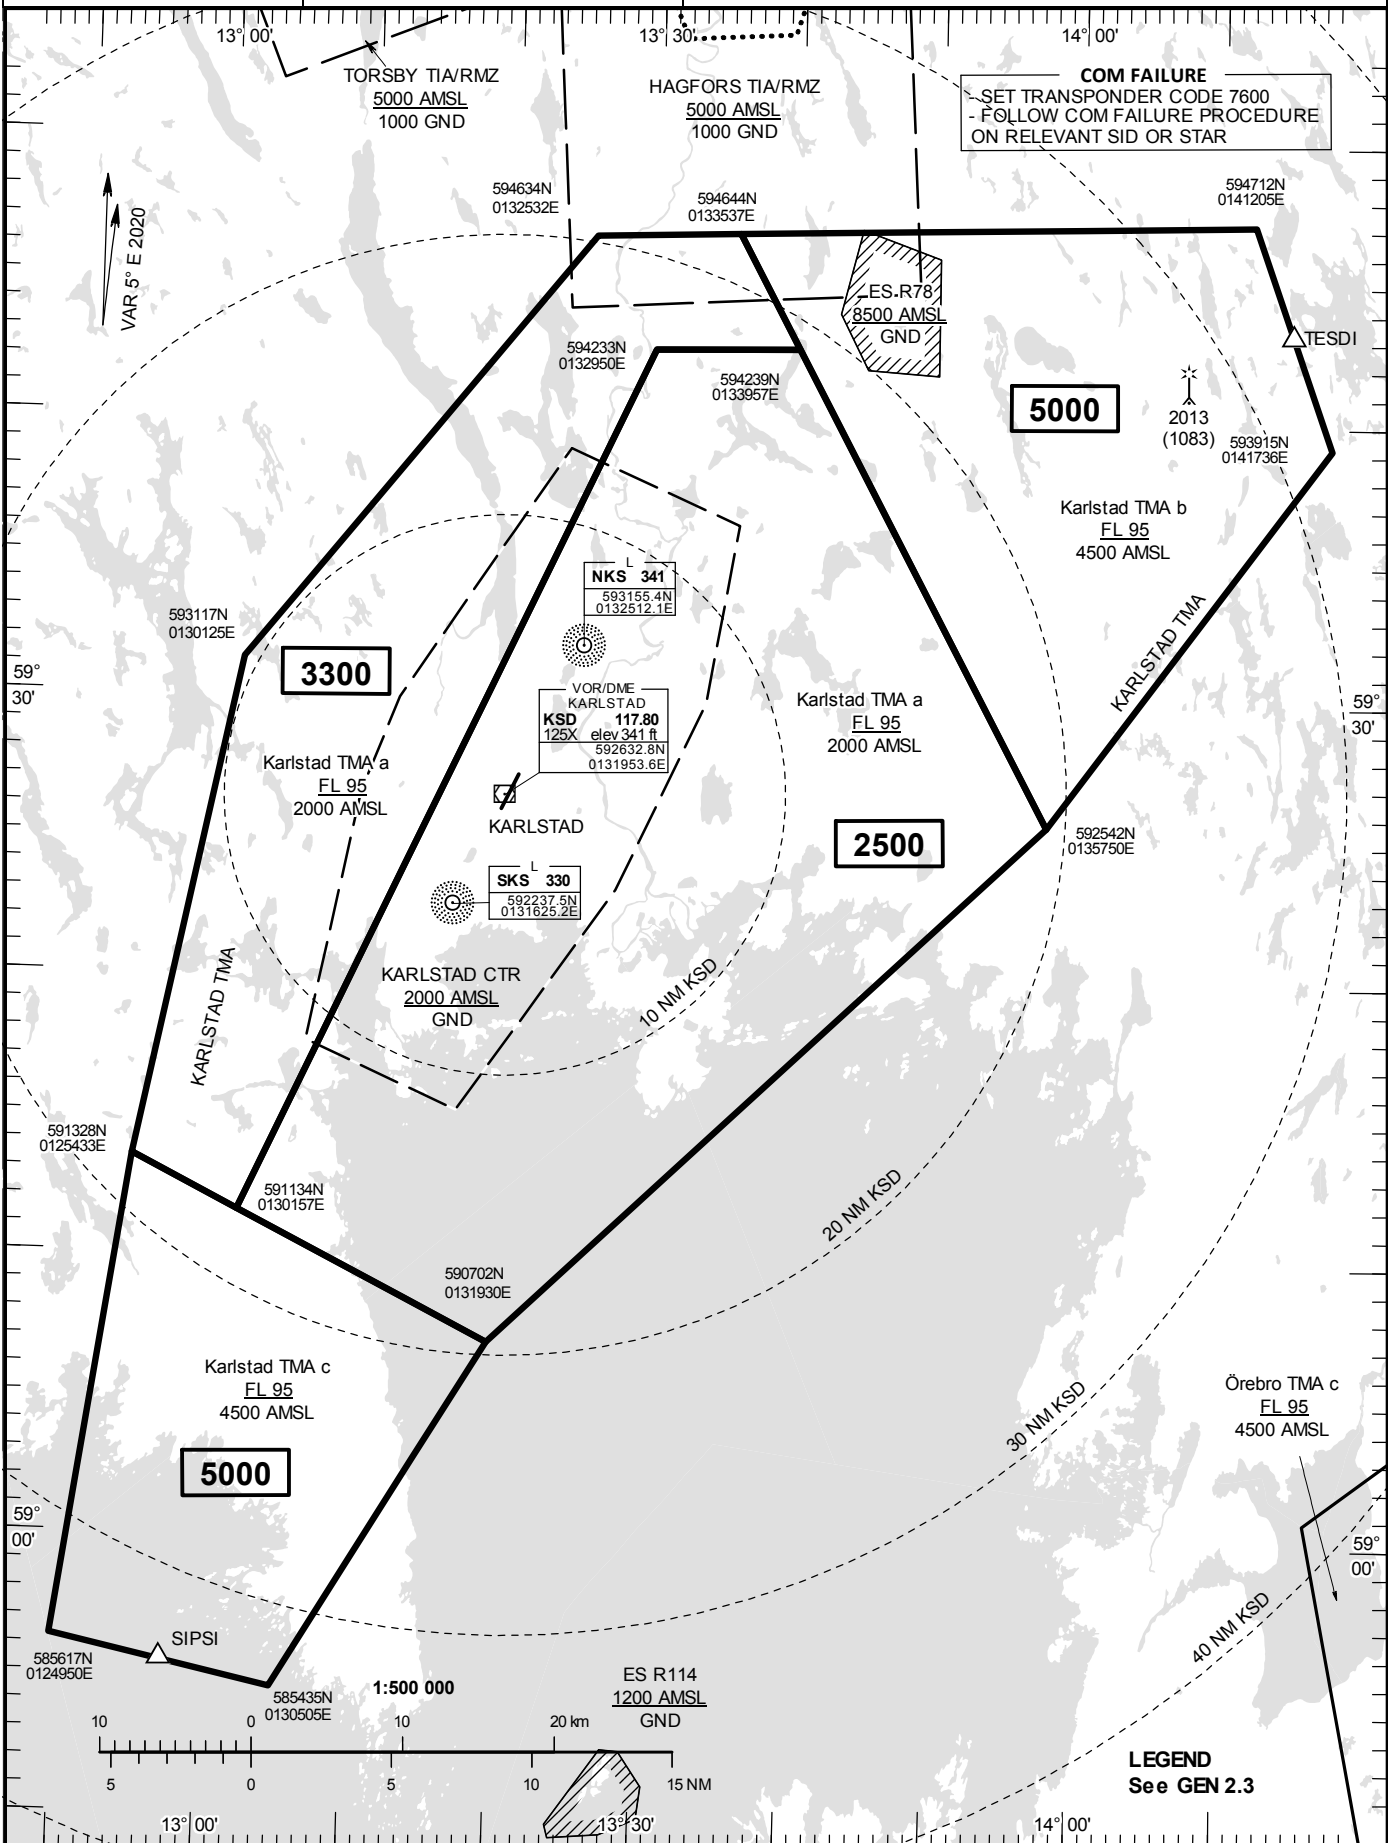 13° 00'
13° 30'
14° 00'
TORSBY TIA/RMZ
5000 AMSL
1000 GND
HAGFORS TIA/RMZ
5000 AMSL
1000 GND
COM FAILURE
- SET TRANSPONDER CODE 7600
- FOLLOW COM FAILURE PROCEDURE
ON RELEVANT SID OR STAR
VAR 5° E 2020
594634N
0132532E
594644N
0133537E
594712N
0141205E
ES R78
8500 AMSL
GND
TESDI
594233N
0132950E
594239N
0133957E
5000
2013
(1083)
593915N
0141736E
Karlstad TMA b
FL 95
4500 AMSL
L
NKS 341
593155.4N
0132512.1E
593117N
0130125E
KARLSTAD TMA
59°
30'
3300
VOR/DME
KARLSTAD
KSD 117.80
125X elev 341 ft
592632.8N
0131953.6E
Karlstad TMA a
FL 95
2000 AMSL
59°
30'
Karlstad TMA a
FL 95
2000 AMSL
KARLSTAD
2500
592542N
0135750E
L
SKS 330
592237.5N
0131625.2E
KARLSTAD CTR
2000 AMSL
GND
10 NM KSD
KARLSTAD TMA
591328N
0125433E
591134N
0130157E
20 NM KSD
590702N
0131930E
Karlstad TMA c
FL 95
4500 AMSL
5000
30 NM KSD
Örebro TMA c
FL 95
4500 AMSL
59°
00'
59°
00'
40 NM KSD
SIPSI
585617N
0124950E
585435N
0130505E
1:500 000
ES R114
1200 AMSL
GND
10 0 10 20 km
5 0 5 10 15 NM
LEGEND
See GEN 2.3
13° 00'
13° 30'
14° 00'